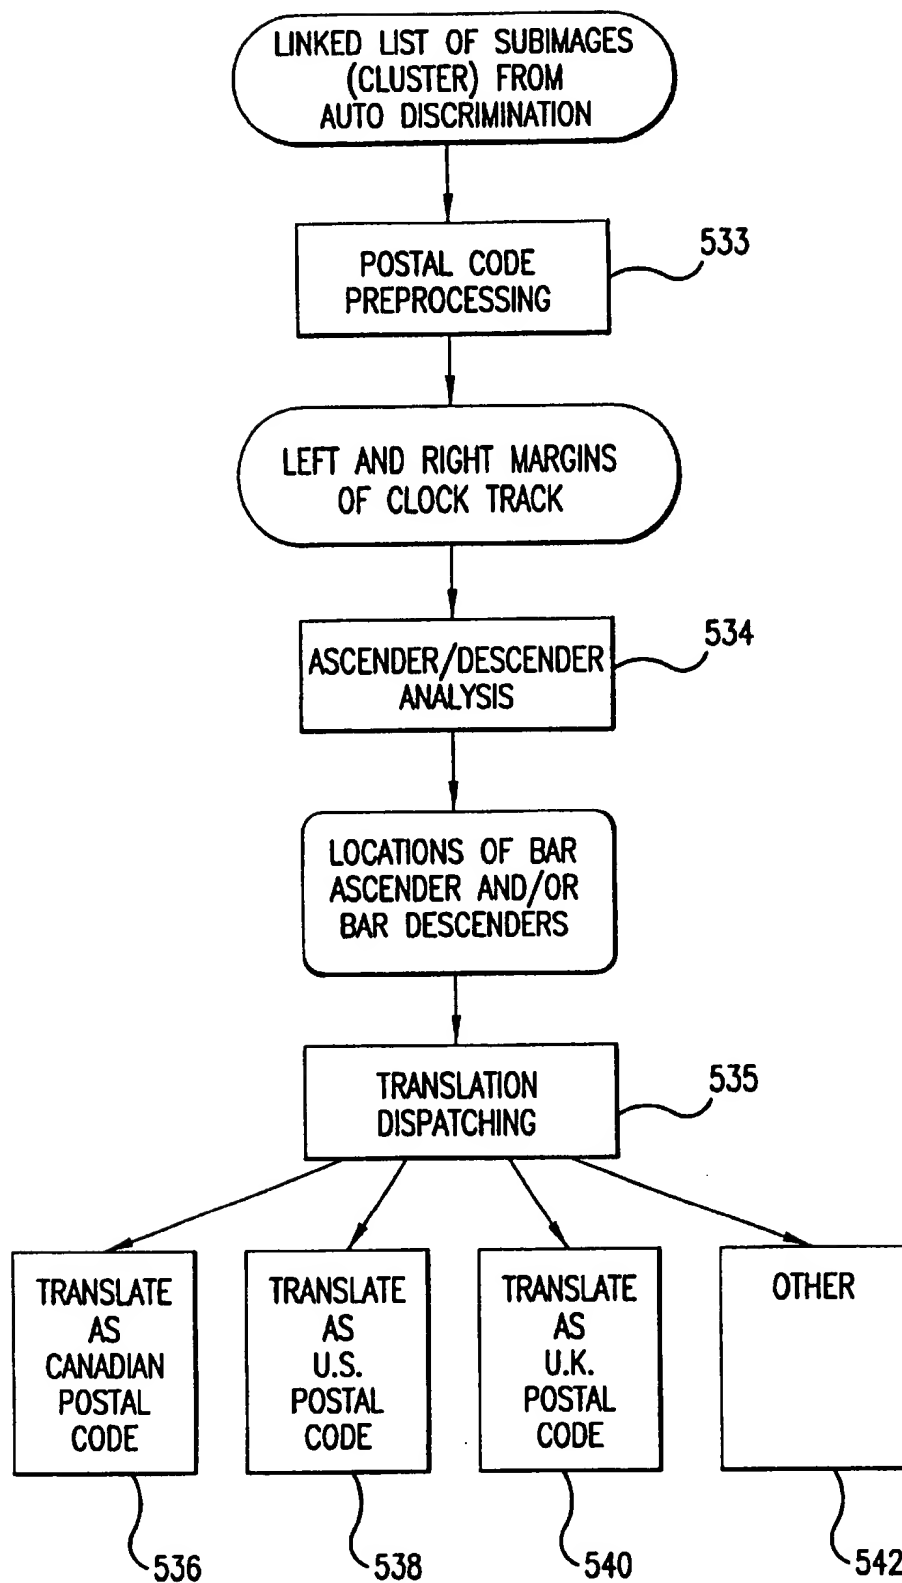 LINKED LIST OF SUBIMAGES
(CLUSTER) FROM
AUTO DISCRIMINATION
533
POSTAL CODE
PREPROCESSING
LEFT AND RIGHT MARGINS
OF CLOCK TRACK
534
ASCENDER/DESCENDER
ANALYSIS
LOCATIONS OF BAR
ASCENDER AND/OR
BAR DESCENDERS
535
TRANSLATION
DISPATCHING
TRANSLATE
AS
CANADIAN
POSTAL
CODE
TRANSLATE
AS
U.S.
POSTAL
CODE
TRANSLATE
AS
U.K.
POSTAL
CODE
OTHER
536
538
540
542